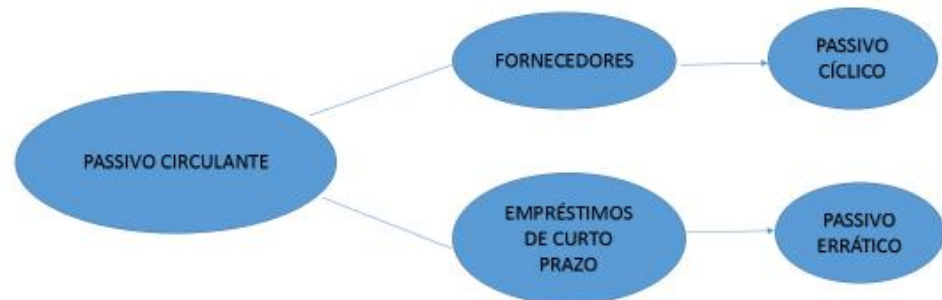 PASSIVO CIRCULANTE
FORNECEDORES
PASSIVO
CÍCLICO
EMPRÉSTIMOS
DE CURTO
PRAZO
PASSIVO
ERRÁTICO